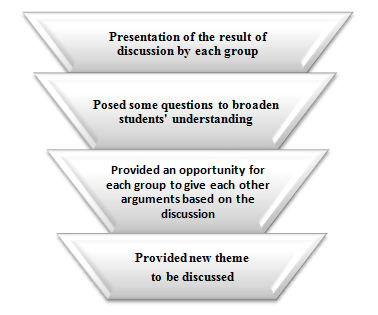 Presentation of the result of
discussion by each group
Posed some questions to broaden
students' understanding
Provided an opportunity for
each group to give each other
arguments based on the
discussion
Provided new theme
to be discussed